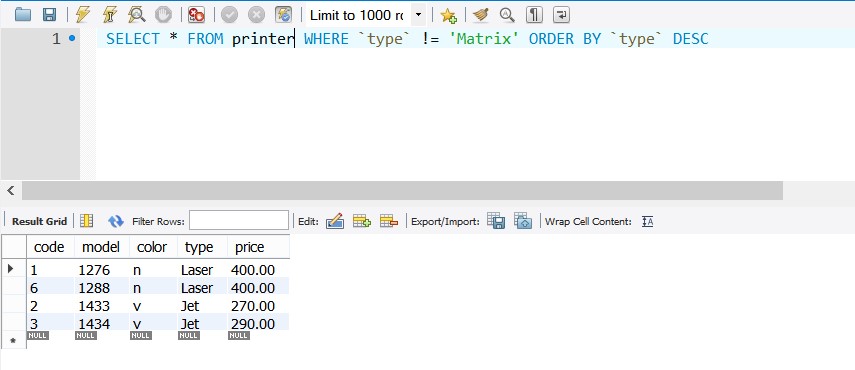 Limit to 1000 rc
1 SELECT * FROM printer WHERE `type` != 'Matrix' ORDER BY `type` DESC
Result Grid Filter Rows: Edit: Export/Import: Wrap Cell Content: IA
code model color type price
1 1276 n Laser 400.00
6 1288 n Laser 400.00
2 1433 v Jet 270.00
3 1434 v Jet 290.00
NULL NULL NULL NULL NULL